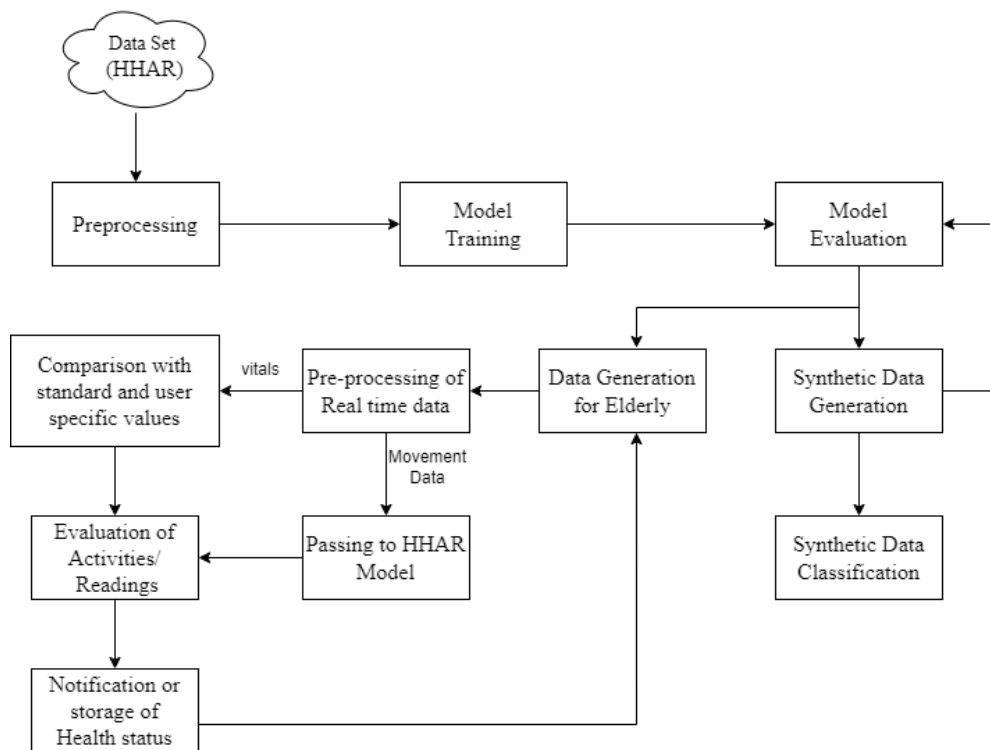 Data Set
(HHAR)
Preprocessing
Model
Training
Model
Evaluation
Comparison with
standard and user
specific values
vitals
Pre-processing of
Real time data
Data Generation
for Elderly
Synthetic Data
Generation
Movement
Data
Evaluation of
Activities/
Readings
Passing to HHAR
Model
Synthetic Data
Classification
Notification or
storage of
Health status